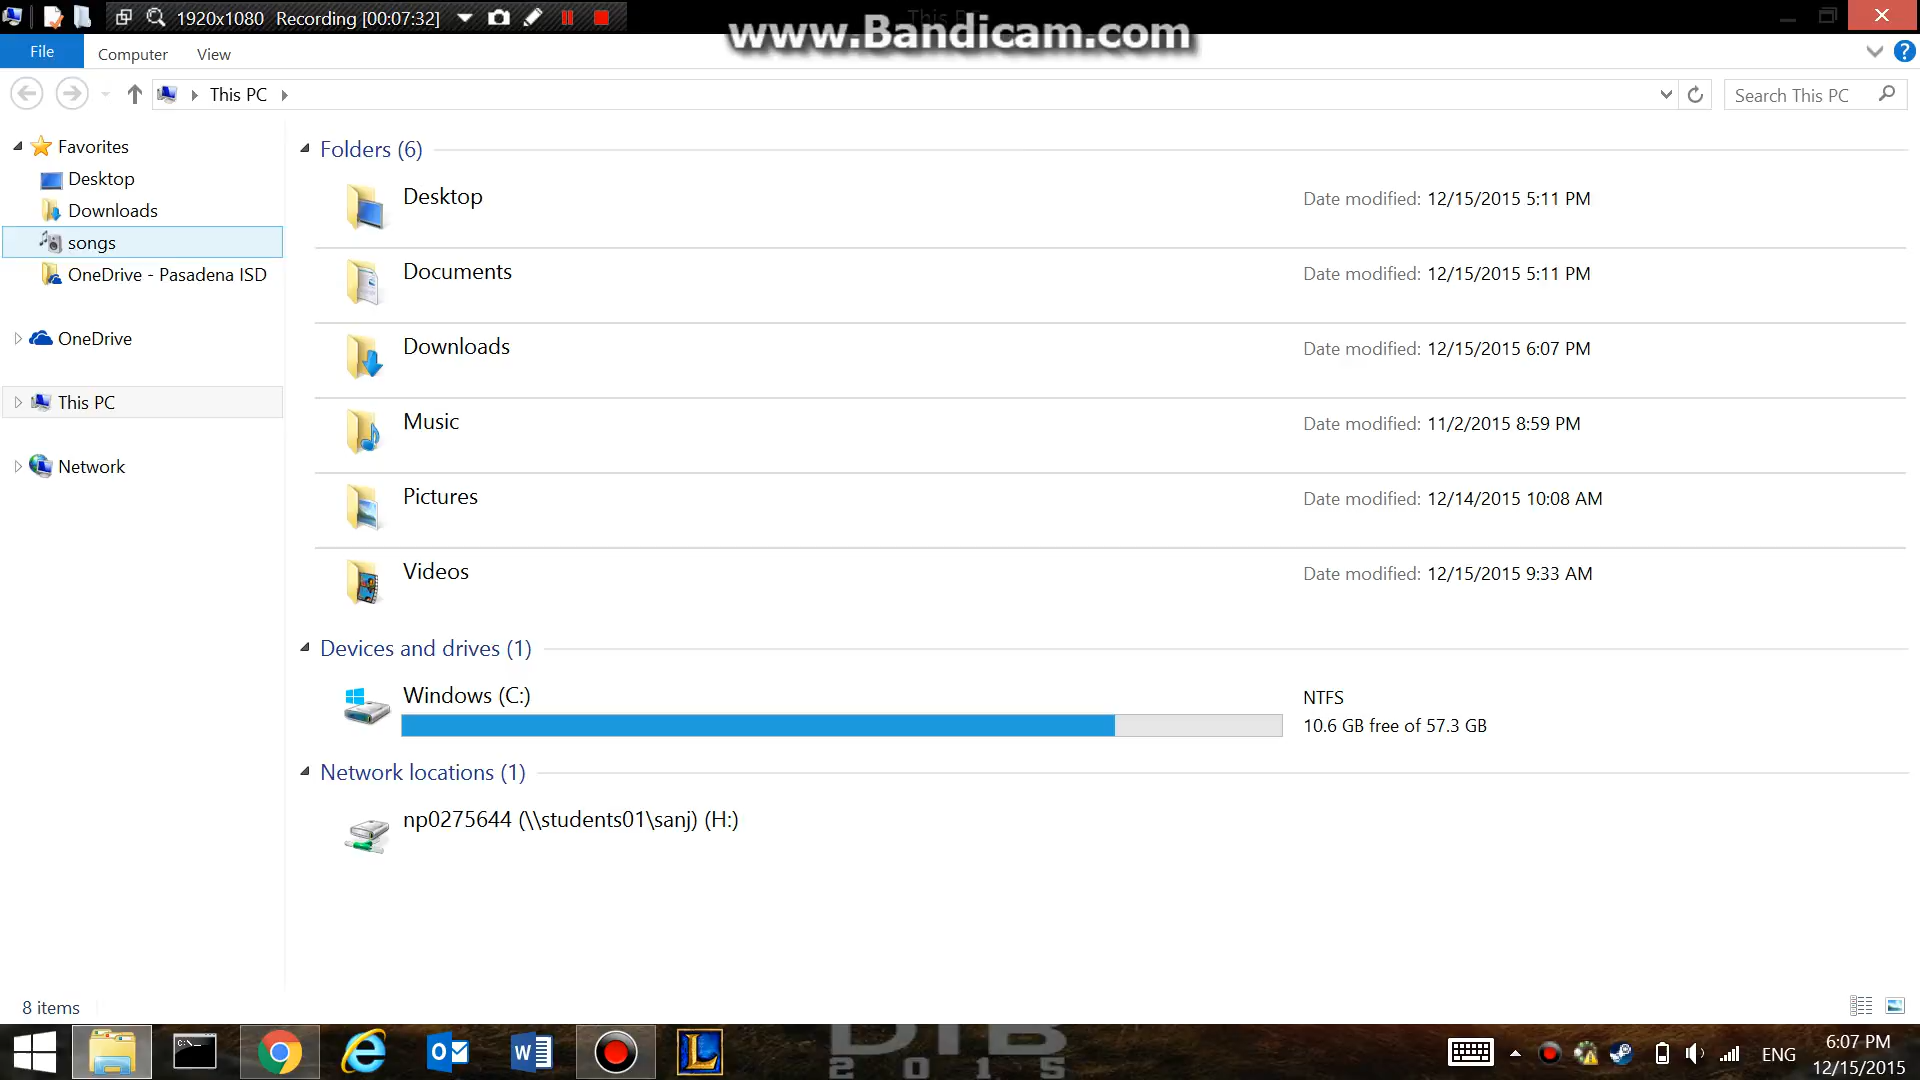 1920x1080 Recording [00:07:32]
This P
www.Bandicam.com
File
Computer
View
This PC
Search This PC
Favorites
Desktop
Downloads
songs
OneDrive - Pasadena ISD
OneDrive
This PC
Network
Folders (6)
Desktop
Date modified: 12/15/2015 5:11 PM
Documents
Date modified: 12/15/2015 5:11 PM
Downloads
Date modified: 12/15/2015 6:07 PM
Music
Date modified: 11/2/2015 8:59 PM
Pictures
Date modified: 12/14/2015 10:08 AM
Videos
Date modified: 12/15/2015 9:33 AM
Devices and drives (1)
Windows (C:)
NTFS
10.6 GB free of 57.3 GB
Network locations (1)
np0275644 (\\students01\sanj) (H:)
8 items
2015
ENG
6:07 PM
12/15/2015